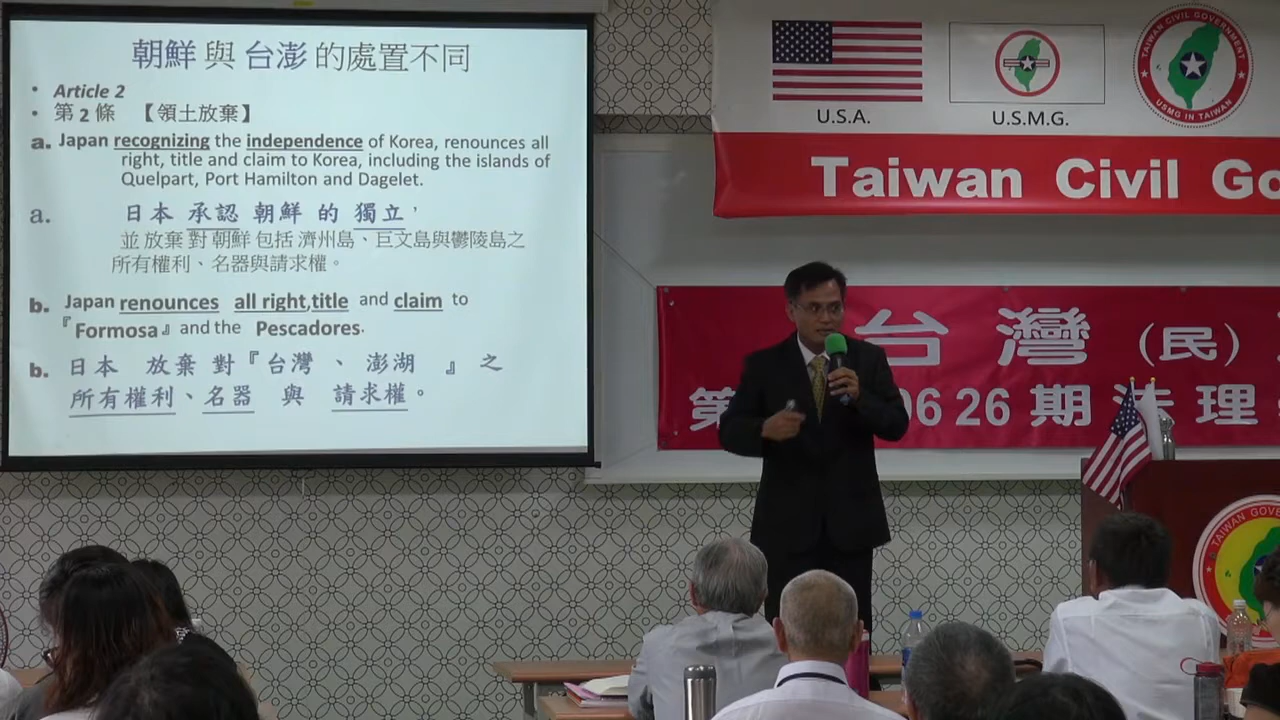 朝鮮 與 台澎 的處置不同
• Article 2
• 第 2 條 【領土放棄】
a. Japan recognizing the independence of Korea, renounces all
right, title and claim to Korea, including the islands of
Quelpart, Port Hamilton and Dagelet.
a. 日本 承認 朝鮮 的 獨立，
並 放棄 對 朝鮮 包括 濟州島、巨文島與鬱陵島之
所有權利、名器與請求權。
b. Japan renounces all right,title and claim to
『Formosa』 and the Pescadores.
b. 日本 放棄 對『台灣 、 澎湖 』 之
所有權利、名器 與 請求權。
U.S.A.
U.S.M.G.
TAIWAN CIVIL GOVERNMENT
USMG IN TAIWAN
Taiwan Civil Go
台 灣 (民)
第
06 26 期 法 理